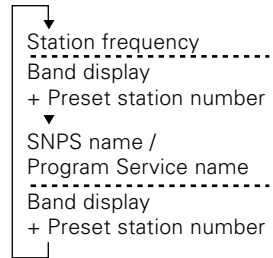 Station frequency
Band display
+ Preset station number
SNPS name /
Program Service name
Band display
+ Preset station number